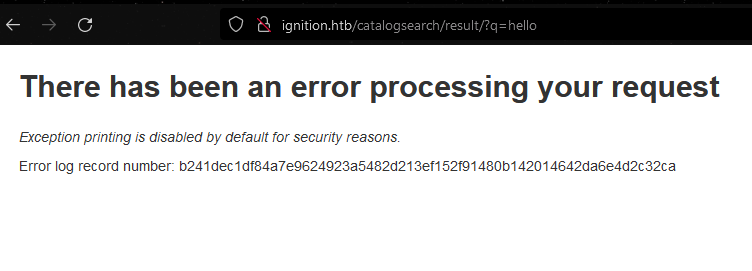 ignition.htb/catalogsearch/result/?q=hello
There has been an error processing your request
Exception printing is disabled by default for security reasons.
Error log record number: b241dec1df84a7e9624923a5482d213ef152f91480b142014642da6e4d2c32ca